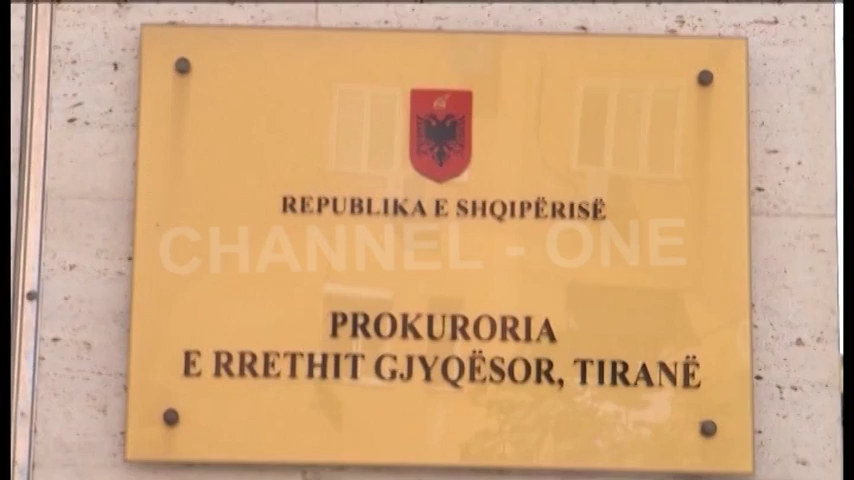 REPUBLIKA E SHQIPËRISË
CHANNEL - ONE
PROKURORIA
E RRETHIT GJYQËSOR, TIRANË